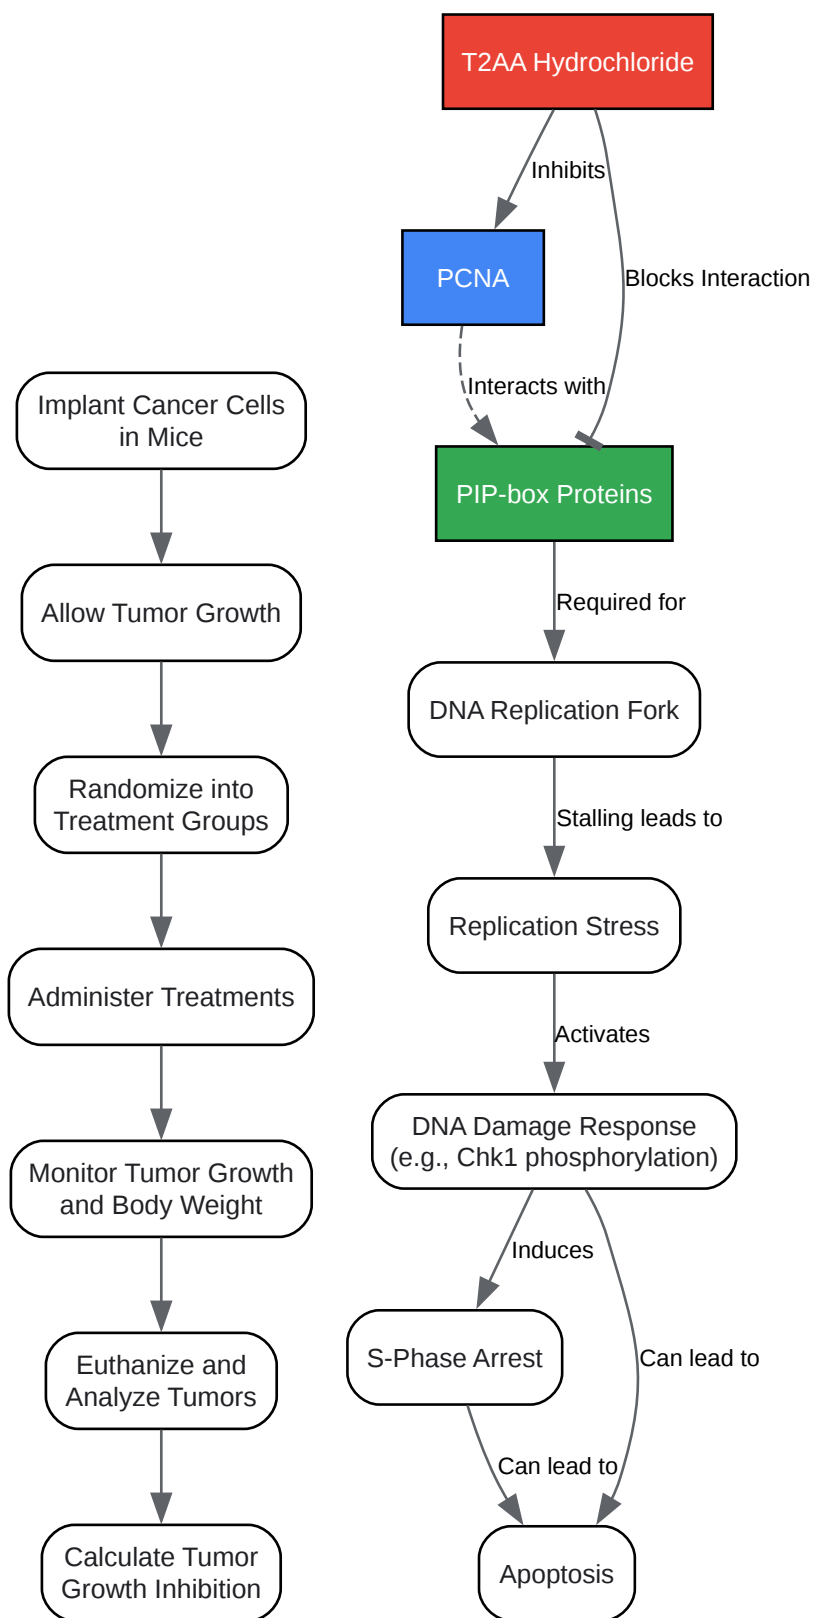 T2AA Hydrochloride
Inhibits
PCNA
Blocks Interaction
Interacts with
PIP-box Proteins
Required for
DNA Replication Fork
Stalling leads to
Replication Stress
Activates
DNA Damage Response
(e.g., Chk1 phosphorylation)
Induces
S-Phase Arrest
Can lead to
Can lead to
Apoptosis
Implant Cancer Cells
in Mice
Allow Tumor Growth
Randomize into
Treatment Groups
Administer Treatments
Monitor Tumor Growth
and Body Weight
Euthanize and
Analyze Tumors
Calculate Tumor
Growth Inhibition